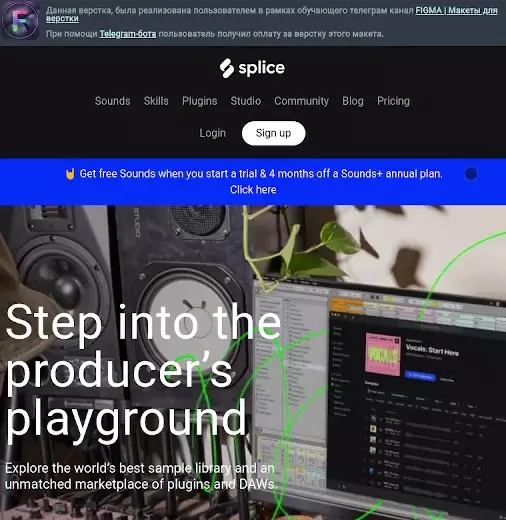 Данная верстка, была реализована пользователем в рамках обучающего телеграм канал FIGMA | Макеты для
верстки
При помощи Telegram-бота пользователь получил оплату за верстку этого макета.
splice
Sounds Skills Plugins Studio Community Blog Pricing
Login Sign up
🤘 Get free Sounds when you start a trial & 4 months off a Sounds+ annual plan.
Click here
Step into the
producer's
playground
Vocals: Start Here
VOCALS
Explore the world's best sample library and an
unmatched marketplace of plugins and DAWs.